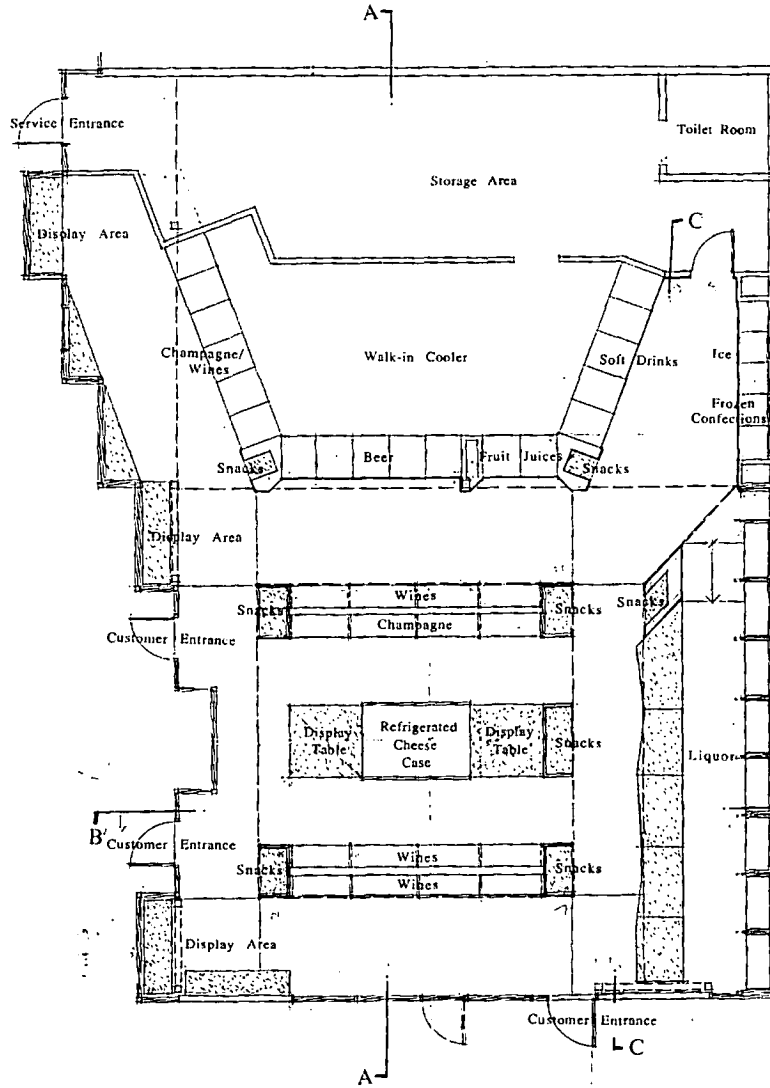 A
Service Entrance
Toilet Room
Storage Area
Display Area
C
Champagne/
Wines
Walk-in Cooler
Soft Drinks
Ice
Frozen
Confections
Snacks
Beer
Fruit Juices
Snacks
Display Area
Wines
Snacks
Snacks
Snacks
Champagne
Customer Entrance
Display
Table
Refrigerated
Cheese
Case
Display
Table
Snacks
Liquor
B
Customer Entrance
Wines
Snacks
Snacks
Wines
Display Area
Customer Entrance
C
A